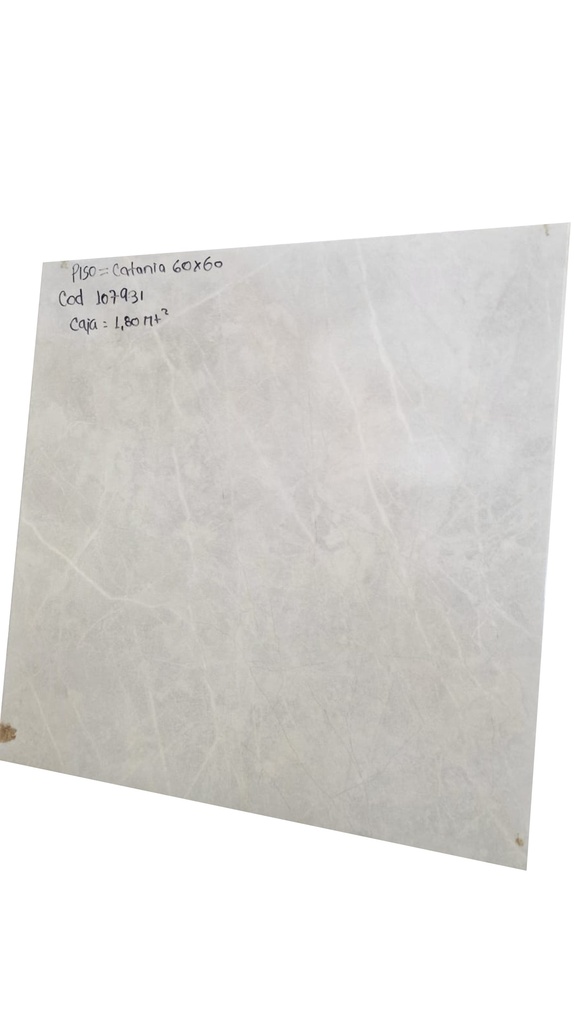 PISO = Catania 60x60
Cod 107931
Caja = 1,80 Mt²